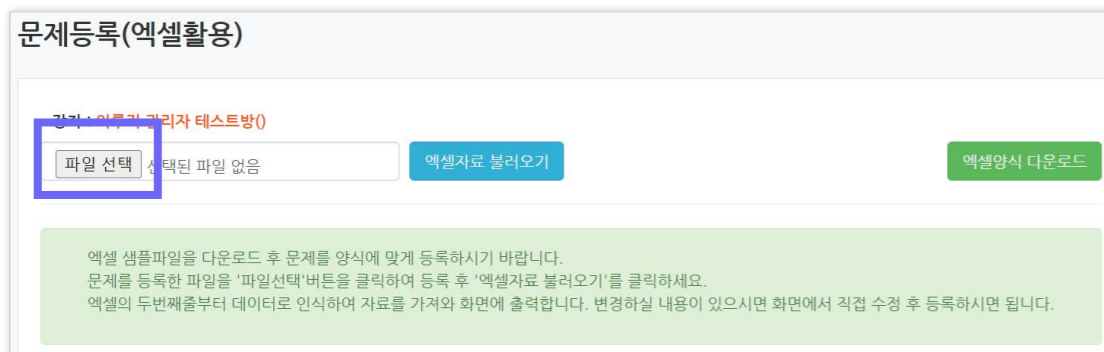 문제등록(엑셀활용)
관리자 테스트방()
파일 선택 선택된 파일 없음
엑셀자료 불러오기
엑셀양식 다운로드
엑셀 샘플파일을 다운로드 후 문제를 양식에 맞게 등록하시기 바랍니다.
문제를 등록한 파일을 '파일선택'버튼을 클릭하여 등록 후 '엑셀자료 불러오기'를 클릭하세요.
엑셀의 두번째줄부터 데이터로 인식하여 자료를 가져와 화면에 출력합니다. 변경하실 내용이 있으시면 화면에서 직접 수정 후 등록하시면 됩니다.